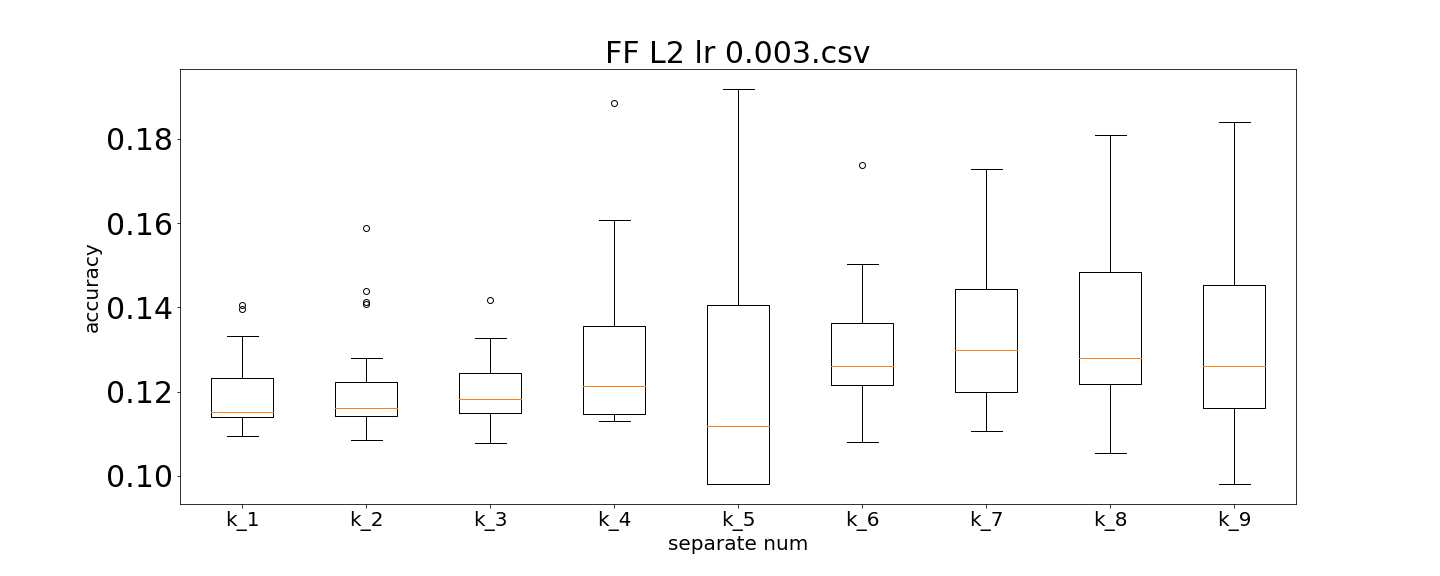 FF L2 lr 0.003.csv
0.18
0.16
0.14
0.12
0.10
accuracy
k_1 k_2 k_3 k_4 k_5 k_6 k_7 k_8 k_9
separate num